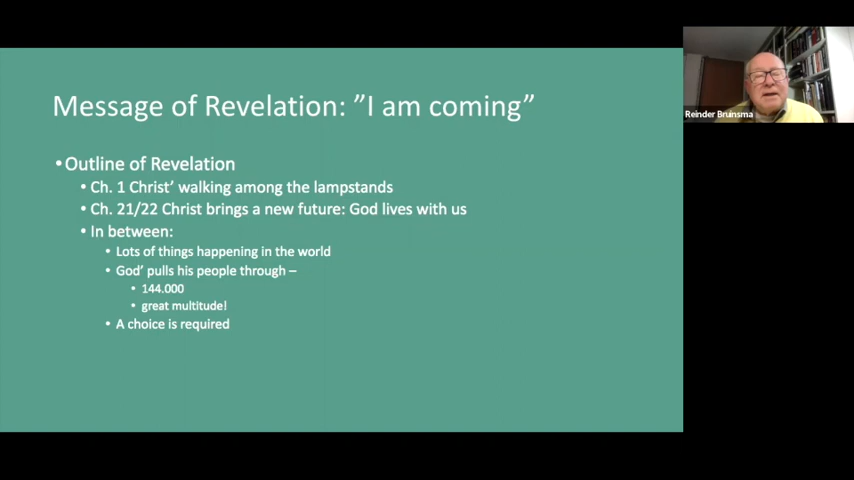 Message of Revelation: ”I am coming”
•Outline of Revelation
• Ch. 1 Christ’ walking among the lampstands
• Ch. 21/22 Christ brings a new future: God lives with us
• In between:
• Lots of things happening in the world
• God’ pulls his people through –
• 144.000
• great multitude!
• A choice is required
Reinder Bruinsma